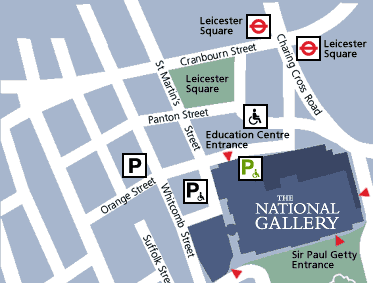 Leicester
Square
Leicester
Square
Cranbourn Street
Charing Cross Road
St Martin's
Street
Leicester
Square
Panton Street
Education Centre
Entrance
P
P
P
Orange Street
Whitcomb Street
THE
NATIONAL
GALLERY
Suffolk Stree
Sir Paul Getty
Entrance